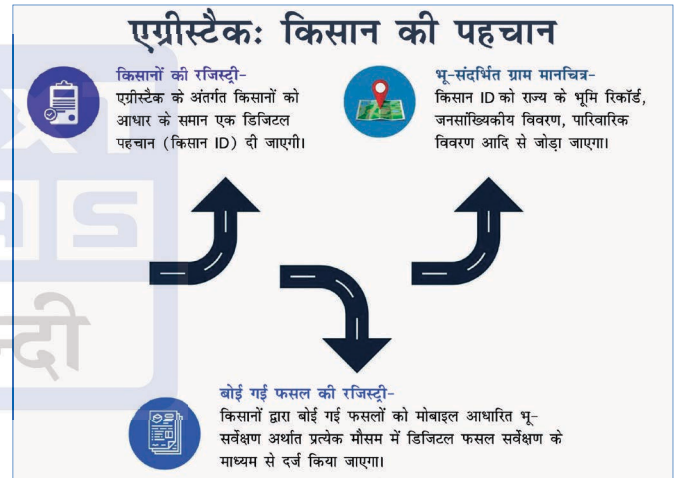 एग्रीस्टैकः किसान की पहचान
किसानों की रजिस्ट्री-
एग्रीस्टैक के अंतर्गत किसानों को
आधार के समान एक डिजिटल
पहचान (किसान ID) दी जाएगी।
भू-संदर्भित ग्राम मानचित्र-
किसान ID को राज्य के भूमि रिकॉर्ड,
जनसांख्यिकीय विवरण, पारिवारिक
विवरण आदि से जोड़ा जाएगा।
बोई गई फसल की रजिस्ट्री-
किसानों द्वारा बोई गई फसलों को मोबाइल आधारित भू-
सर्वेक्षण अर्थात प्रत्येक मौसम में डिजिटल फसल सर्वेक्षण के
माध्यम से दर्ज किया जाएगा।